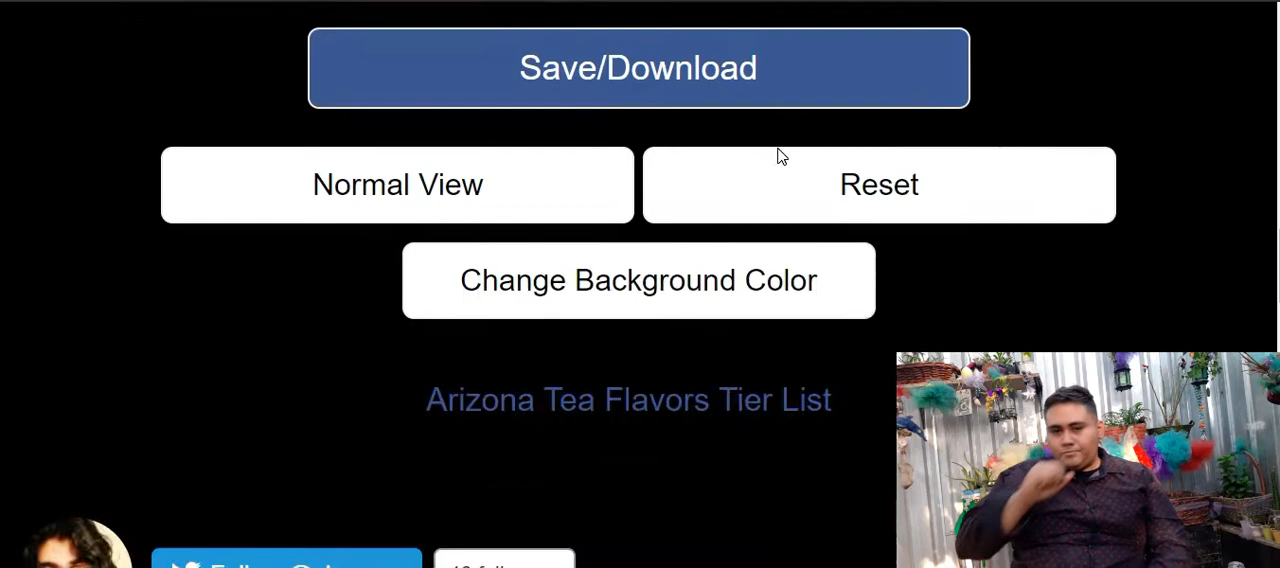 Save/Download
Normal View
Reset
Change Background Color
Arizona Tea Flavors Tier List